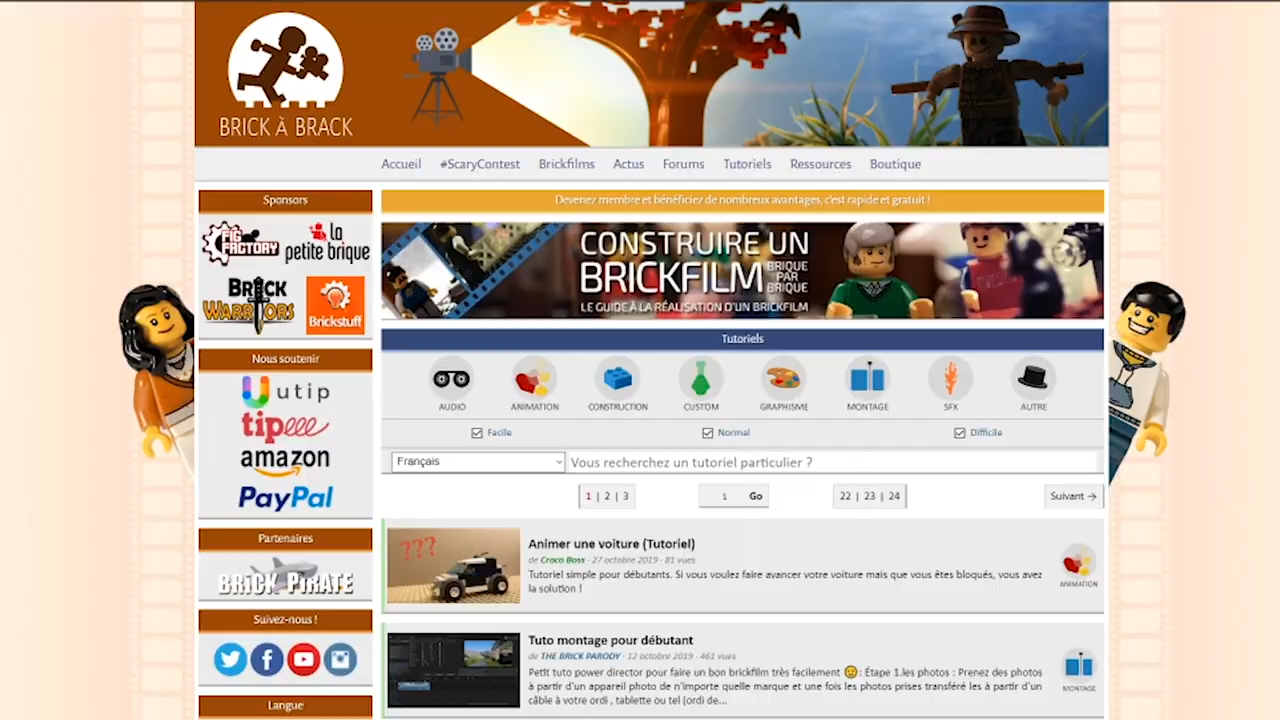 BRICK À BRACK
Accueil #ScaryContest Brickfilms Actus Forums Tutoriels Ressources Boutique
Sponsors
FIG FACTORY
la petite brique
BRICK WARRIORS
Brickstuff
Nous soutenir
utip
tipeee
amazon
PayPal
Partenaires
BRICK PIRATE
Suivez-nous !
Langue
Devenez membre et bénéficiez de nombreux avantages, c'est rapide et gratuit !
CONSTRUIRE UN
BRICKFILM BRIQUE PAR BRIQUE
LE GUIDE À LA RÉALISATION D'UN BRICKFILM
Tutoriels
AUDIO ANIMATION CONSTRUCTION CUSTOM GRAPHISME MONTAGE SFX AUTRE
Facile Normal Difficile
Français Vous recherchez un tutoriel particulier ?
1 | 2 | 3 1 Go 22 | 23 | 24 Suivant →
???
Animer une voiture (Tutoriel)
de Croco Boss - 27 octobre 2019 - 81 vues
Tutoriel simple pour débutants. Si vous voulez faire avancer votre voiture mais que vous êtes bloqués, vous avez
la solution !
ANIMATION
Tuto montage pour débutant
de THE BRICK PARODY - 12 octobre 2019 - 461 vues
Petit tuto power director pour faire un bon brickfilm très facilement : Étape 1.les photos : Prenez des photos
à partir d'un appareil photo de n'importe quelle marque et une fois les photos prises transféré les à partir d'un
câble à votre ordi , tablette ou tel (ordi de...
MONTAGE